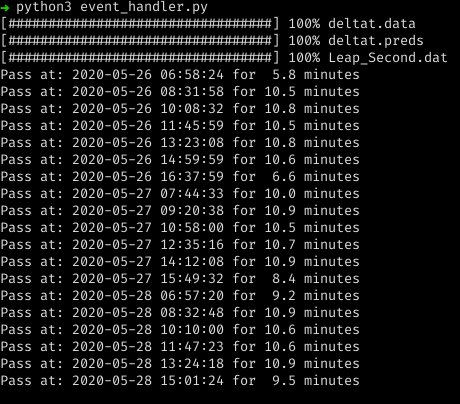 → python3 event_handler.py
[#################################] 100% deltat.data
[#################################] 100% deltat.preds
[#################################] 100% Leap_Second.dat
Pass at: 2020-05-26 06:58:24 for  5.8 minutes
Pass at: 2020-05-26 08:31:58 for 10.5 minutes
Pass at: 2020-05-26 10:08:32 for 10.8 minutes
Pass at: 2020-05-26 11:45:59 for 10.5 minutes
Pass at: 2020-05-26 13:23:08 for 10.8 minutes
Pass at: 2020-05-26 14:59:59 for 10.6 minutes
Pass at: 2020-05-26 16:37:59 for  6.6 minutes
Pass at: 2020-05-27 07:44:33 for 10.0 minutes
Pass at: 2020-05-27 09:20:38 for 10.9 minutes
Pass at: 2020-05-27 10:58:00 for 10.5 minutes
Pass at: 2020-05-27 12:35:16 for 10.7 minutes
Pass at: 2020-05-27 14:12:08 for 10.9 minutes
Pass at: 2020-05-27 15:49:32 for  8.4 minutes
Pass at: 2020-05-28 06:57:20 for  9.2 minutes
Pass at: 2020-05-28 08:32:48 for 10.9 minutes
Pass at: 2020-05-28 10:10:00 for 10.6 minutes
Pass at: 2020-05-28 11:47:23 for 10.6 minutes
Pass at: 2020-05-28 13:24:18 for 10.9 minutes
Pass at: 2020-05-28 15:01:24 for  9.5 minutes